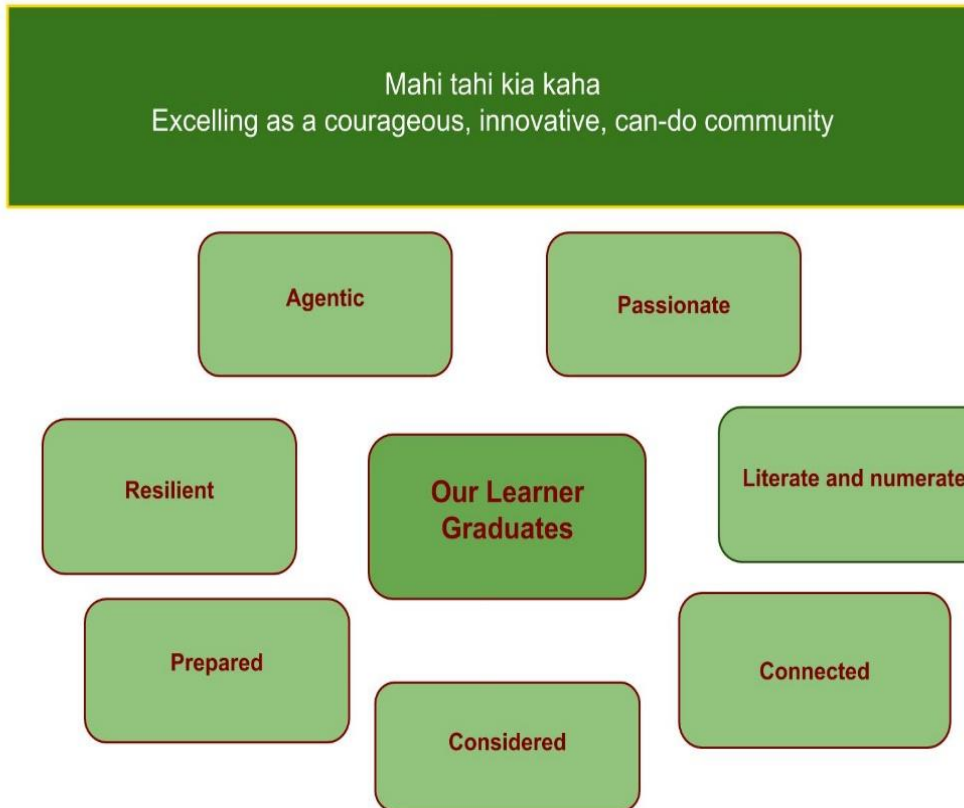 Mahi tahi kia kaha
Excelling as a courageous, innovative, can-do community
Agentic
Passionate
Resilient
Our Learner
Graduates
Literate and numerate
Prepared
Connected
Considered